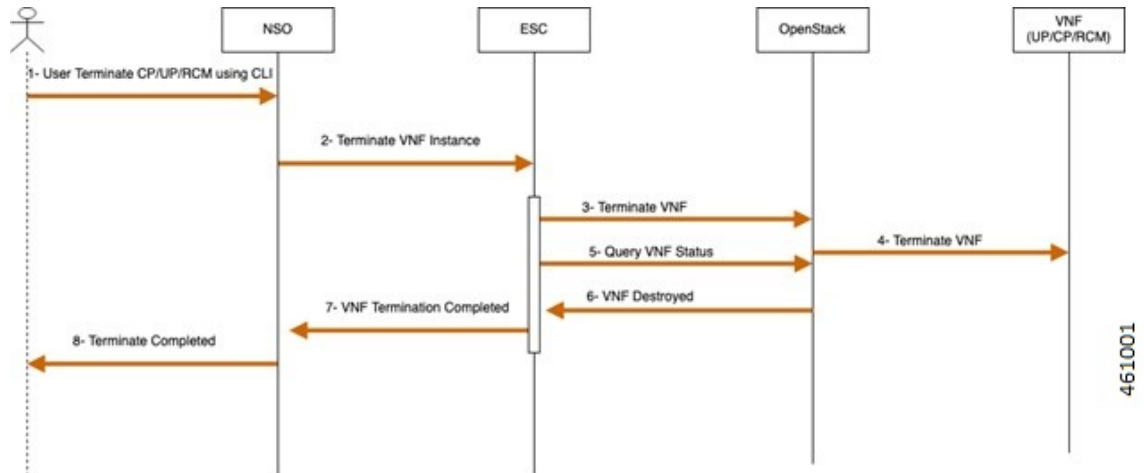 NSO
ESC
OpenStack
VNF
(UP/CP/RCM)
1- User Terminate CP/UP/RCM using CLI
2- Terminate VNF Instance
3- Terminate VNF
4- Terminate VNF
5- Query VNF Status
6- VNF Destroyed
7- VNF Termination Completed
8- Terminate Completed
461001